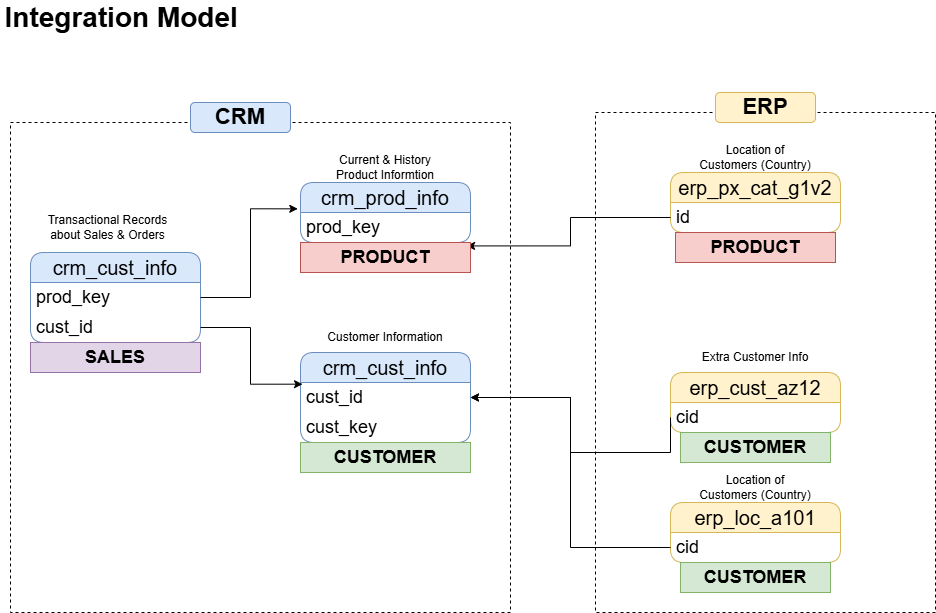 Integration Model
CRM
Current & History
Product Informtion
crm_prod_info
prod_key
PRODUCT
Transactional Records
about Sales & Orders
crm_cust_info
prod_key
cust_id
SALES
Customer Information
crm_cust_info
cust_id
cust_key
CUSTOMER
ERP
Location of
Customers (Country)
erp_px_cat_g1v2
id
PRODUCT
Extra Customer Info
erp_cust_az12
cid
CUSTOMER
Location of
Customers (Country)
erp_loc_a101
cid
CUSTOMER